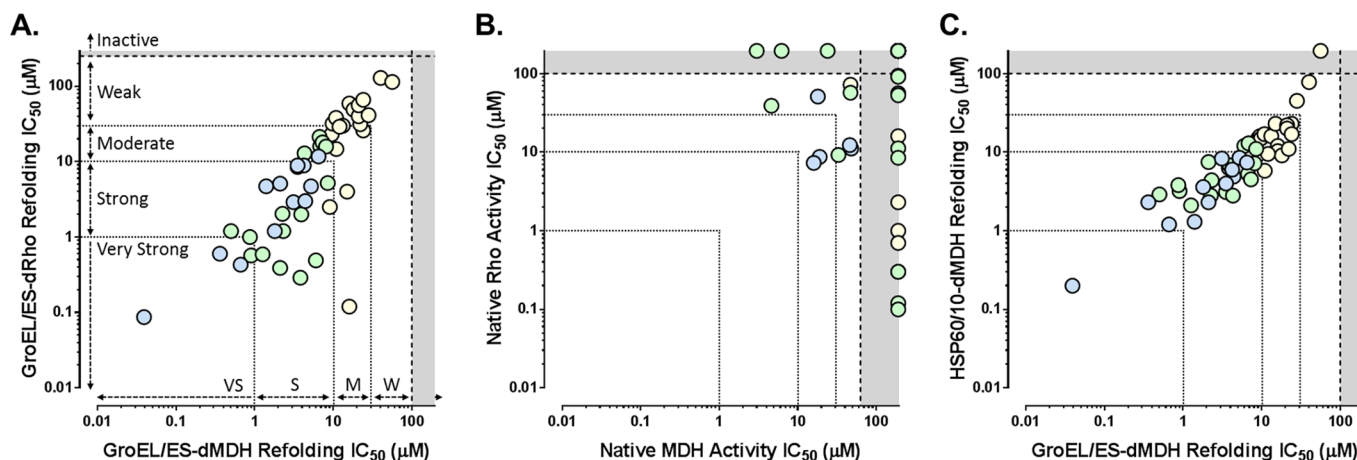 A.
Inactive
GroEL/ES-dRho Refolding IC50 (μM)
100
10
1
0.1
0.01
Weak
Moderate
Strong
Very Strong
VS S M W
0.01 0.1 1 10 100
GroEL/ES-dMDH Refolding IC50 (μM)
B.
Native Rho Activity IC50 (μM)
100
10
1
0.1
0.01
0.01 0.1 1 10 100
Native MDH Activity IC50 (μM)
C.
HSP60/10-dMDH Refolding IC50 (μM)
100
10
1
0.1
0.01
0.01 0.1 1 10 100
GroEL/ES-dMDH Refolding IC50 (μM)